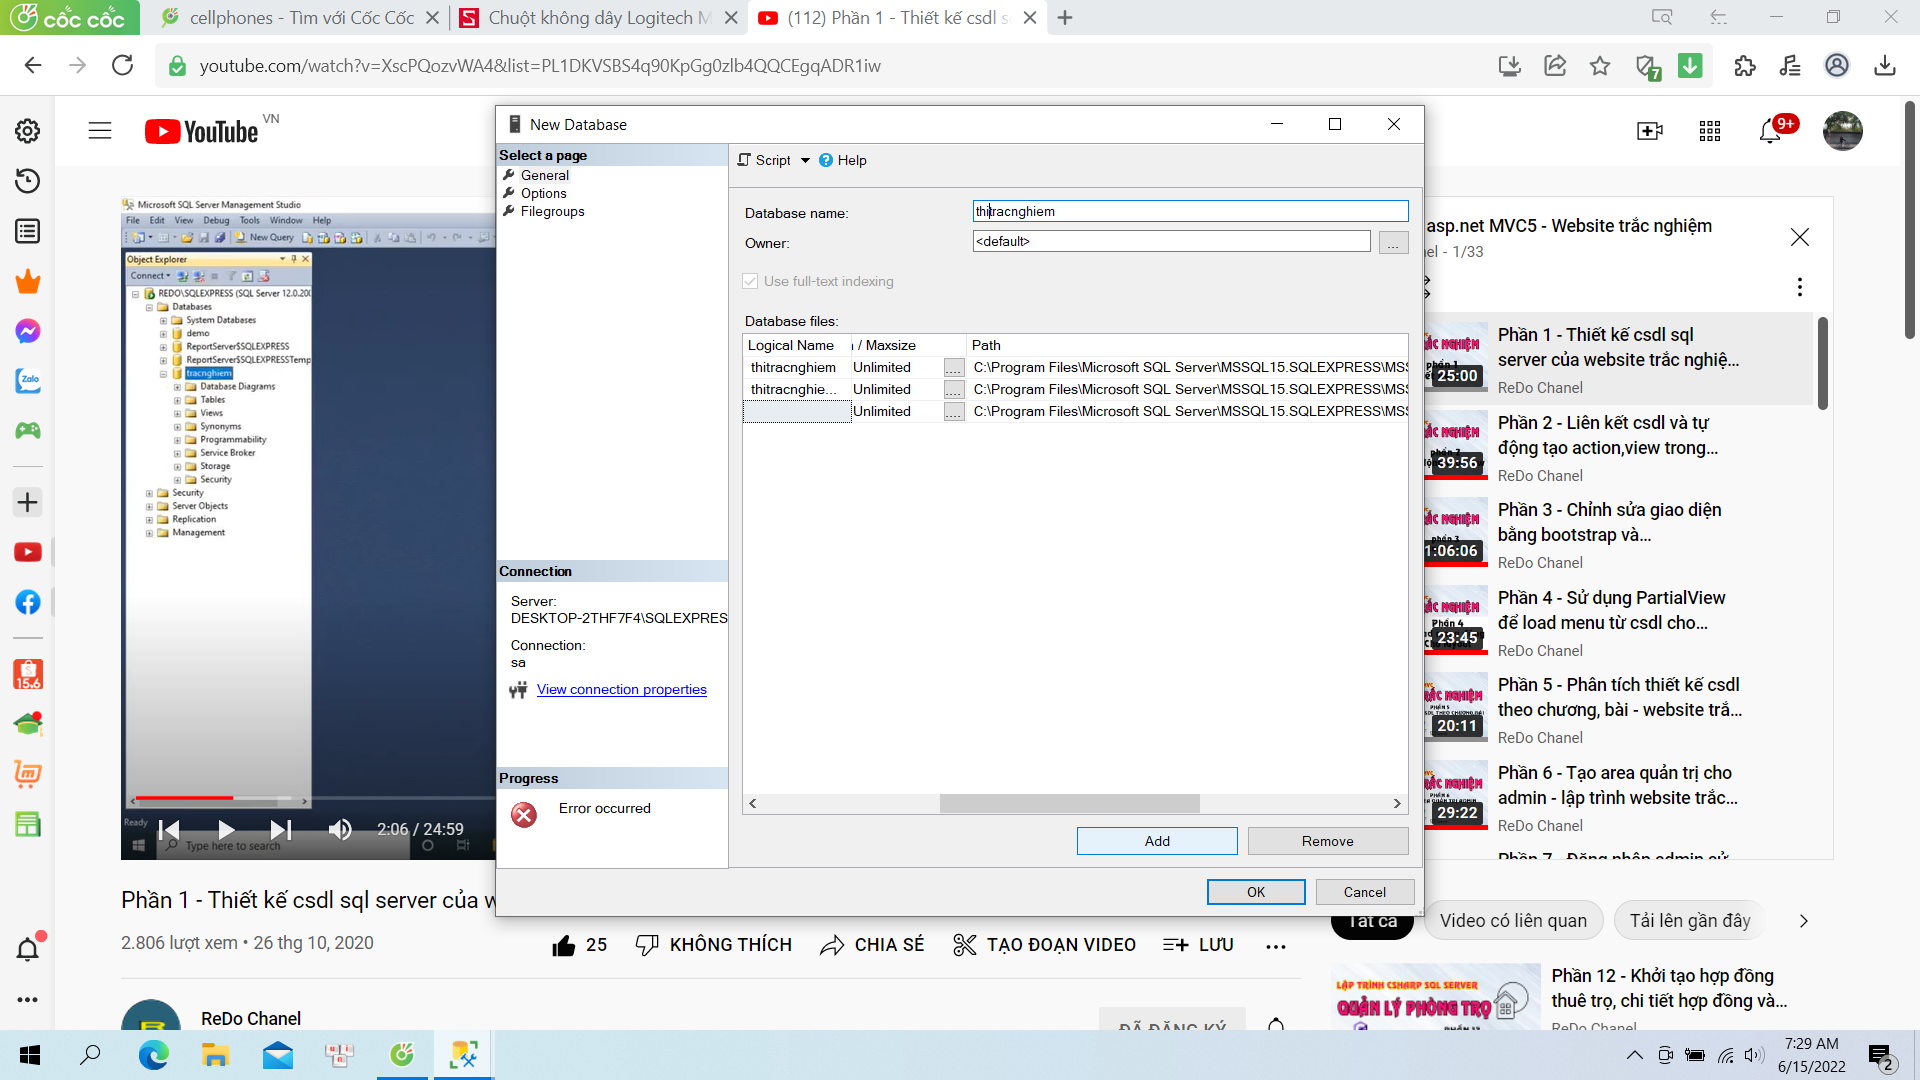 cốc cốc
cellphones - Tìm với Cốc Cốc
Chuột không dây Logitech M
(112) Phần 1 - Thiết kế csdl s
youtube.com/watch?v=XscPQozvWA4&list=PL1DKVSBS4q90KpGg0zlb4QQCEgqADR1iw
7
YouTube VN
9+
Zalo
15.6
Microsoft SQL Server Management Studio
File Edit View Debug Tools Window Help
New Query
Object Explorer
Connect
REDO\SQLEXPRESS (SQL Server 12.0.200
Databases
System Databases
demo
ReportServer$SQLEXPRESS
ReportServer$SQLEXPRESSTemp
tracnghiem
Database Diagrams
Tables
Views
Synonyms
Programmability
Service Broker
Storage
Security
Security
Server Objects
Replication
Management
Ready
2:06 / 24:59
Type here to search
New Database
Select a page
General
Options
Filegroups
Connection
Server:
DESKTOP-2THF7F4\SQLEXPRES
Connection:
sa
View connection properties
Progress
Error occurred
Script
Help
Database name:
thitracnghiem
Owner:
<default>
...
Use full-text indexing
Database files:
Logical Name / Maxsize Path
thitracnghiem Unlimited .... C:\Program Files\Microsoft SQL Server\MSSQL15.SQLEXPRESS\MSS
thitracnghie... Unlimited .... C:\Program Files\Microsoft SQL Server\MSSQL15.SQLEXPRESS\MSS
Unlimited .... C:\Program Files\Microsoft SQL Server\MSSQL15.SQLEXPRESS\MSS
Add
Remove
OK
Cancel
asp.net MVC5 - Website trắc nghiệm
el - 1/33
25:00
Phần 1 - Thiết kế csdl sql
server của website trắc nghiệ...
ReDo Chanel
39:56
Phần 2 - Liên kết csdl và tự
động tạo action,view trong...
ReDo Chanel
1:06:06
Phần 3 - Chỉnh sửa giao diện
bằng bootstrap và...
ReDo Chanel
23:45
Phần 4 - Sử dụng PartialView
để load menu từ csdl cho...
ReDo Chanel
20:11
Phần 5 - Phân tích thiết kế csdl
theo chương, bài - website trắ...
ReDo Chanel
29:22
Phần 6 - Tạo area quản trị cho
admin - lập trình website trắc...
ReDo Chanel
Phần 7 - Đăng nhập admin sử
Phần 1 - Thiết kế csdl sql server của w
2.806 lượt xem • 26 thg 10, 2020
25
KHÔNG THÍCH
CHIA SẺ
TẠO ĐOẠN VIDEO
LƯU
ReDo Chanel
ĐÃ ĐĂNG KÝ
Tất cả
Video có liên quan
Tải lên gần đây
LẬP TRÌNH CSHARP SQL SERVER
QUẢN LÝ PHÒNG TRỌ
Phần 12 - Khởi tạo hợp đồng
thuê trọ, chi tiết hợp đồng và...
ReDo Chanel
7:29 AM
6/15/2022
2